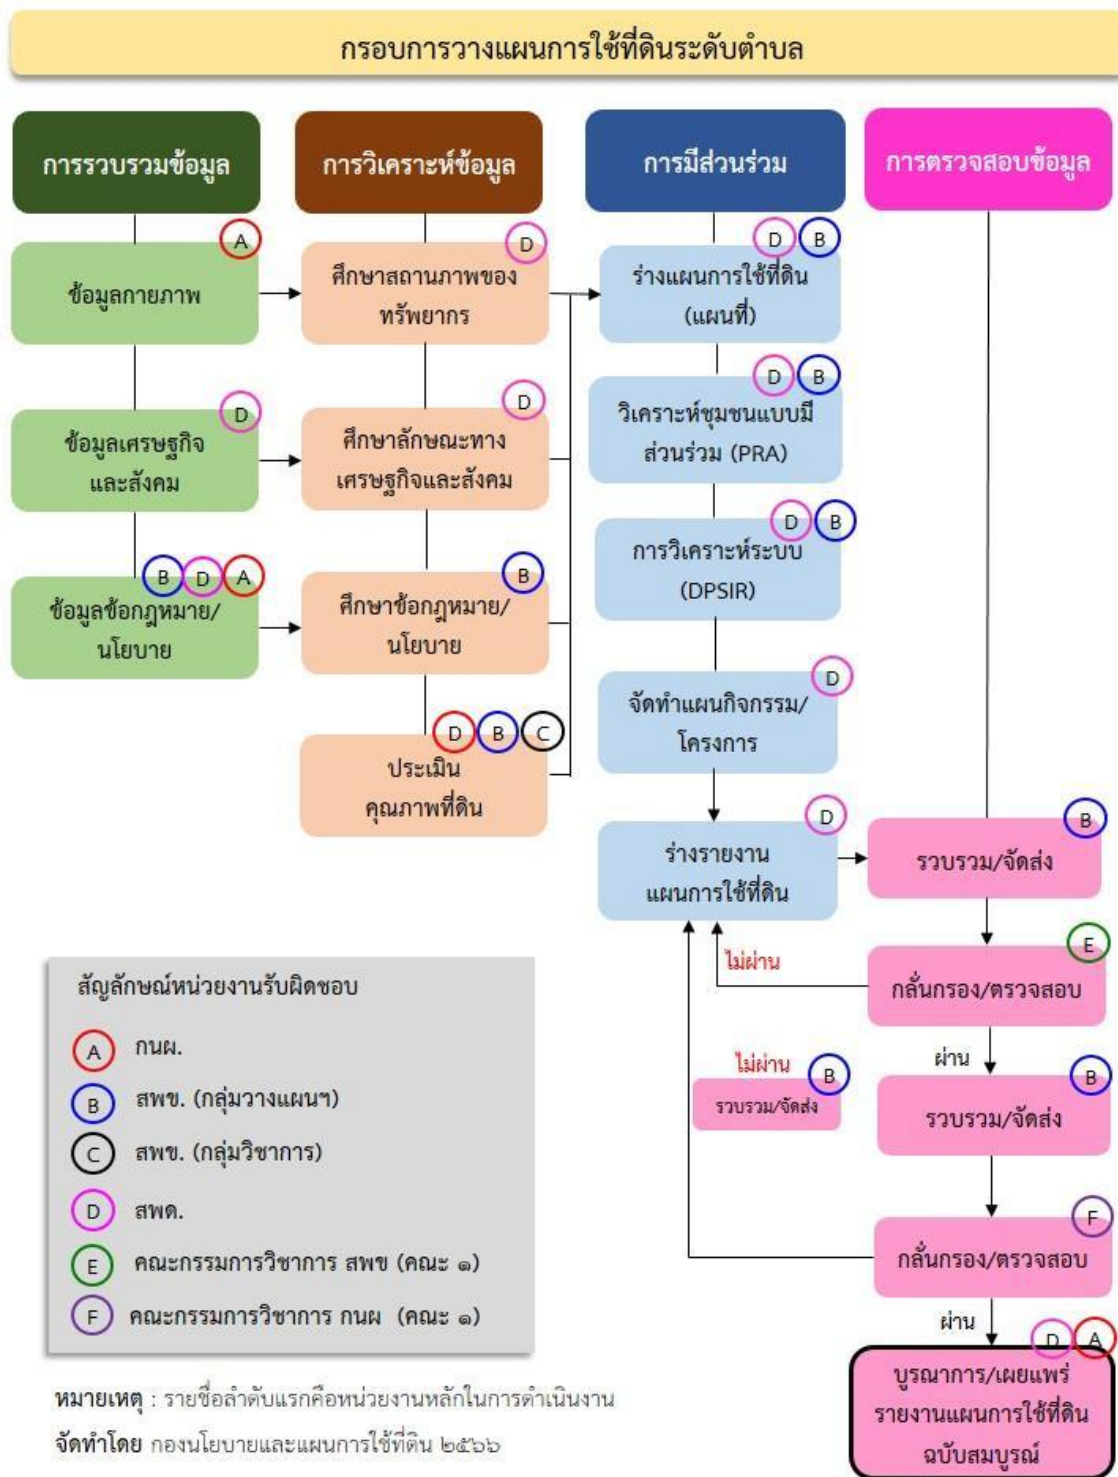 กรอบการวางแผนการใช้ที่ดินระดับตำบล
การรวบรวมข้อมูล
A
ข้อมูลกายภาพ
D
ข้อมูลเศรษฐกิจ
และสังคม
B D A
ข้อมูลข้อกฎหมาย/
นโยบาย
การวิเคราะห์ข้อมูล
D
ศึกษาสถานภาพของ
ทรัพยากร
D
ศึกษาลักษณะทาง
เศรษฐกิจและสังคม
B
ศึกษาข้อกฎหมาย/
นโยบาย
D B C
ประเมิน
คุณภาพที่ดิน
การมีส่วนร่วม
D B
ร่างแผนการใช้ที่ดิน
(แผนที่)
D B
วิเคราะห์ชุมชนแบบมี
ส่วนร่วม (PRA)
D B
การวิเคราะห์ระบบ
(DPSIR)
D
จัดทำแผนกิจกรรม/
โครงการ
D
ร่างรายงาน
แผนการใช้ที่ดิน
การตรวจสอบข้อมูล
B
รวบรวม/จัดส่ง
E
กลั่นกรอง/ตรวจสอบ
ไม่ผ่าน
ผ่าน
B
รวบรวม/จัดส่ง
ไม่ผ่าน
B
รวบรวม/จัดส่ง
F
กลั่นกรอง/ตรวจสอบ
ผ่าน
D A
บูรณาการ/เผยแพร่
รายงานแผนการใช้ที่ดิน
ฉบับสมบูรณ์
สัญลักษณ์หน่วยงานรับผิดชอบ
A กนผ.
B สพข. (กลุ่มวางแผนฯ)
C สพข. (กลุ่มวิชาการ)
D สพด.
E คณะกรรมการวิชาการ สพข (คณะ ๑)
F คณะกรรมการวิชาการ กนผ (คณะ ๑)
หมายเหตุ : รายชื่อลำดับแรกคือหน่วยงานหลักในการดำเนินงาน
จัดทำโดย กองนโยบายและแผนการใช้ที่ดิน ๒๕๖๖